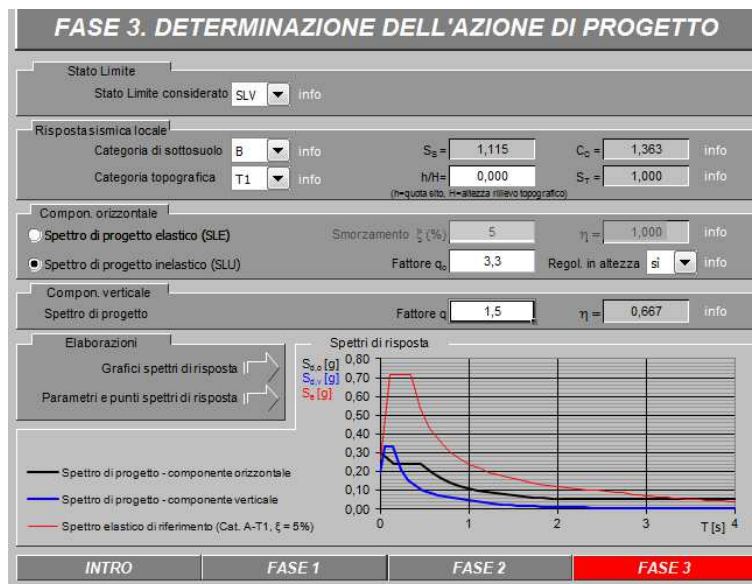 FASE 3. DETERMINAZIONE DELL'AZIONE DI PROGETTO
Stato Limite
Stato Limite considerato SLV info
Risposta sismica locale
Categoria di sottosuolo B info
S_S = 1,115 C_C = 1,363 info
Categoria topografica T1 info
h/H= 0,000 S_T = 1,000 info
(h=quota sito, H=altezza rilievo topografico)
Compon. orizzontale
Spettro di progetto elastico (SLE) Smorzamento ξ (%) 5 η = 1,000 info
Spettro di progetto inelastico (SLU) Fattore q_o 3,3 Regol. in altezza sì info
Compon. verticale
Spettro di progetto Fattore q 1,5 η = 0,667 info
Elaborazioni
Grafici spettri di risposta
Parametri e punti spettri di risposta
Spettri di risposta
S_d,o [g]
S_d,v [g]
S_e [g]
0,80
0,70
0,60
0,50
0,40
0,30
0,20
0,10
0,00
0 1 2 3 T [s] 4
Spettro di progetto - componente orizzontale
Spettro di progetto - componente verticale
Spettro elastico di riferimento (Cat. A-T1, ξ = 5%)
INTRO FASE 1 FASE 2 FASE 3